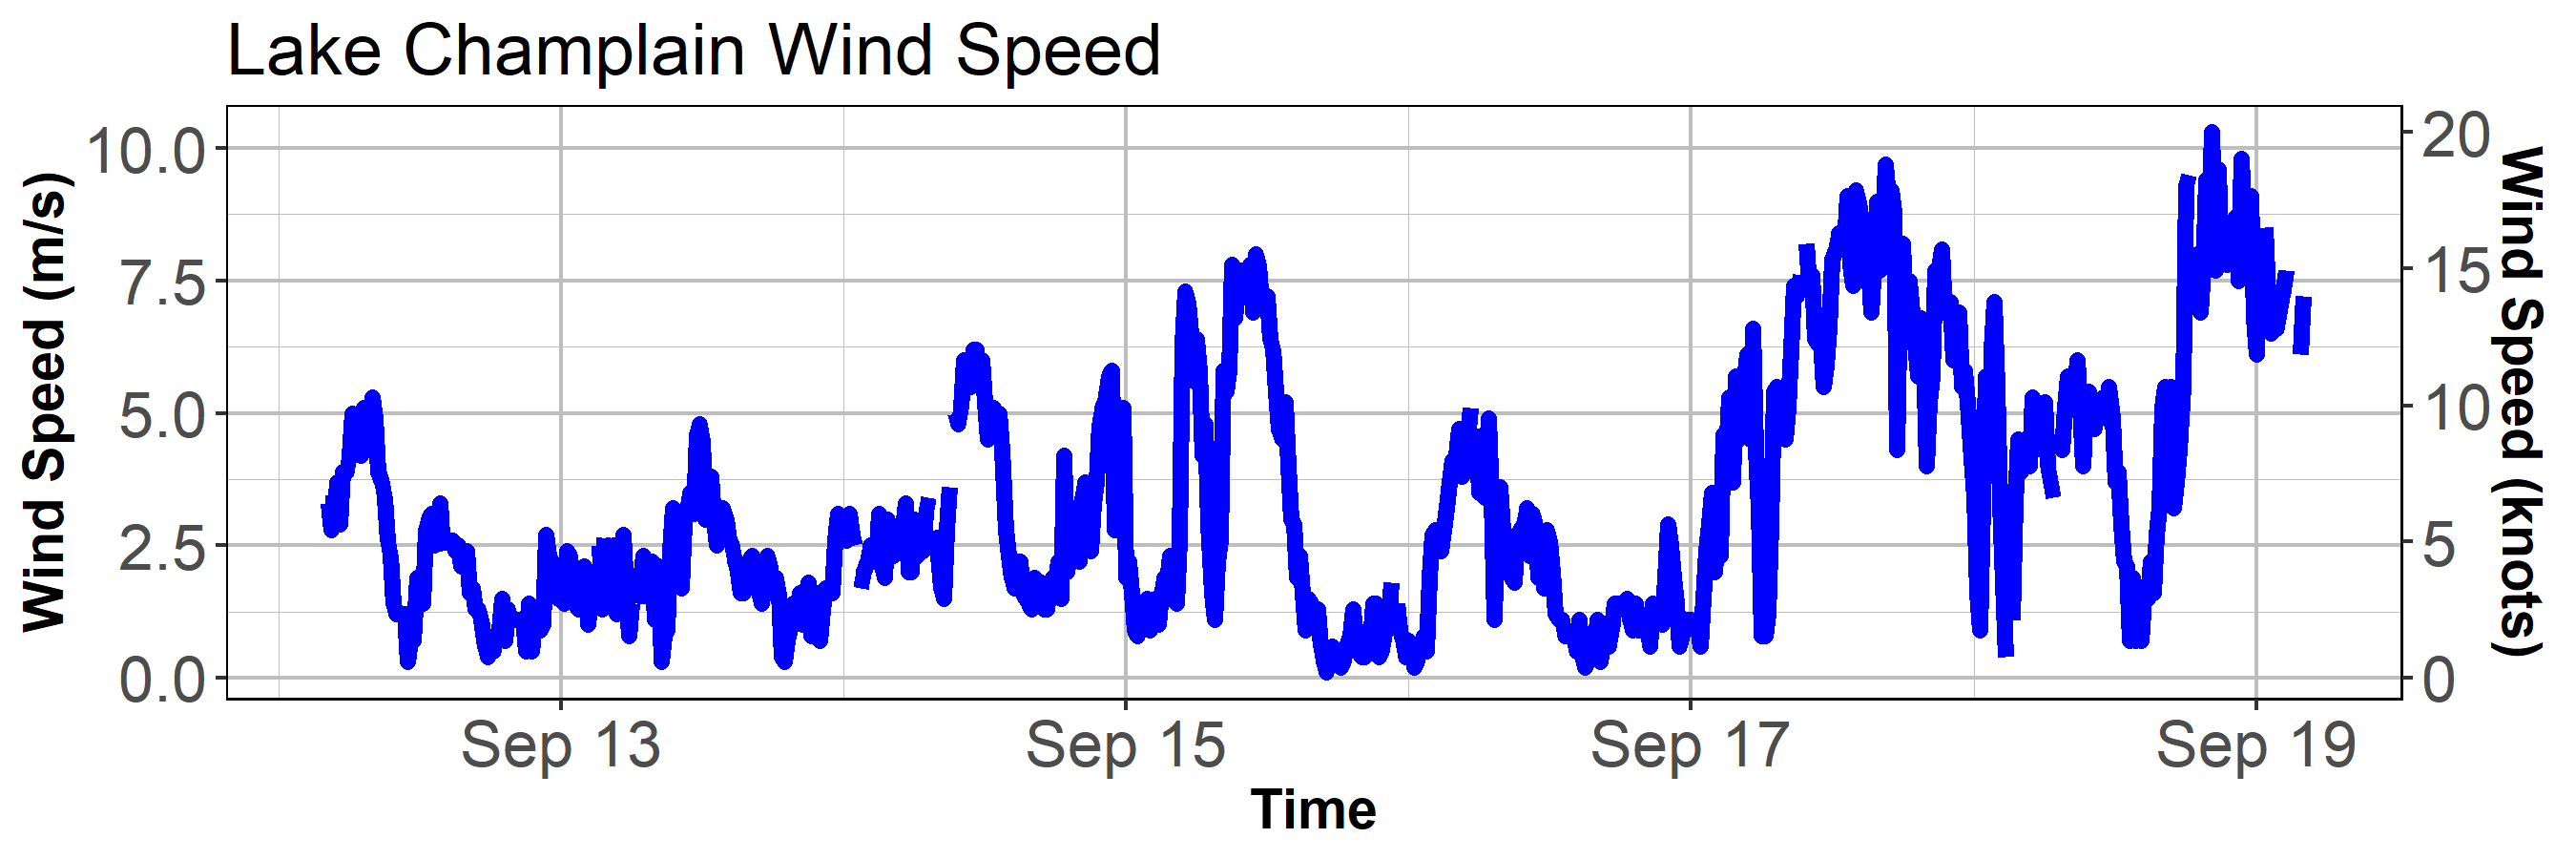 Lake Champlain Wind Speed
Wind Speed (m/s)
10.0
7.5
5.0
2.5
0.0
20
15
10
5
0
Wind Speed (knots)
Sep 13
Sep 15
Sep 17
Sep 19
Time